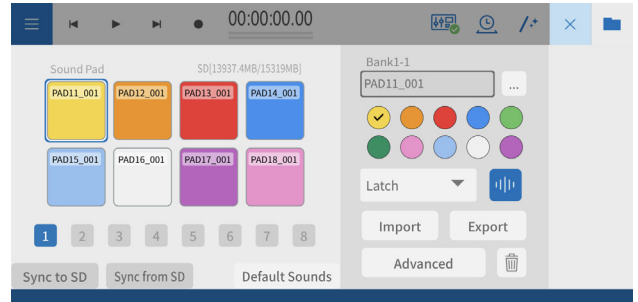 00:00:00.00
Sound Pad SD[13937.4MB/15319MB]
PAD11_001 PAD12_001 PAD13_001 PAD14_001
PAD15_001 PAD16_001 PAD17_001 PAD18_001
1 2 3 4 5 6 7 8
Sync to SD Sync from SD Default Sounds
Bank1-1
PAD11_001 ...
Latch
Import Export
Advanced